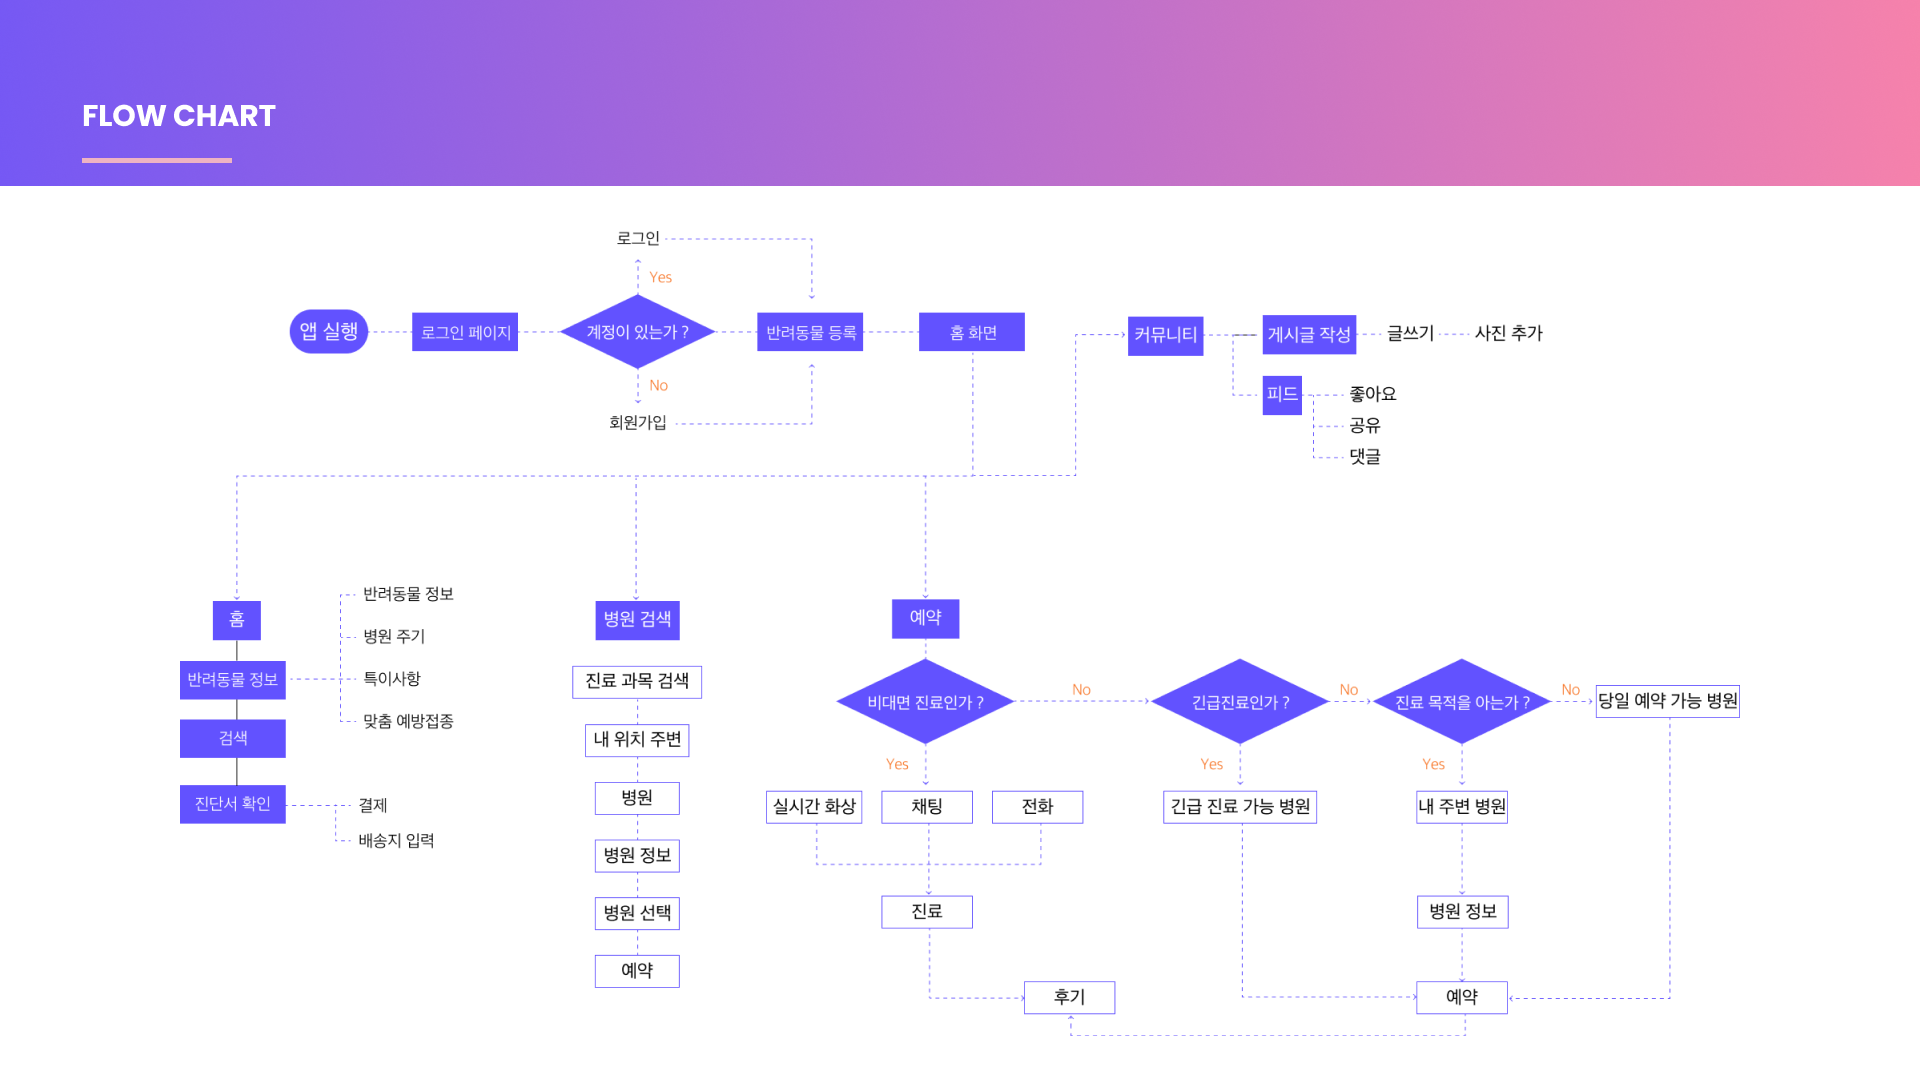 FLOW CHART
로그인
Yes
앱 실행
로그인 페이지
계정이 있는가 ?
반려동물 등록
홈 화면
No
회원가입
커뮤니티
게시글 작성
글쓰기
사진 추가
피드
좋아요
공유
댓글
홈
반려동물 정보
검색
진단서 확인
반려동물 정보
병원 주기
특이사항
맞춤 예방접종
결제
배송지 입력
병원 검색
진료 과목 검색
내 위치 주변
병원
병원 정보
병원 선택
예약
예약
비대면 진료인가 ?
No
긴급진료인가 ?
No
진료 목적을 아는가 ?
No
당일 예약 가능 병원
Yes
Yes
Yes
실시간 화상
채팅
전화
긴급 진료 가능 병원
내 주변 병원
진료
병원 정보
후기
예약